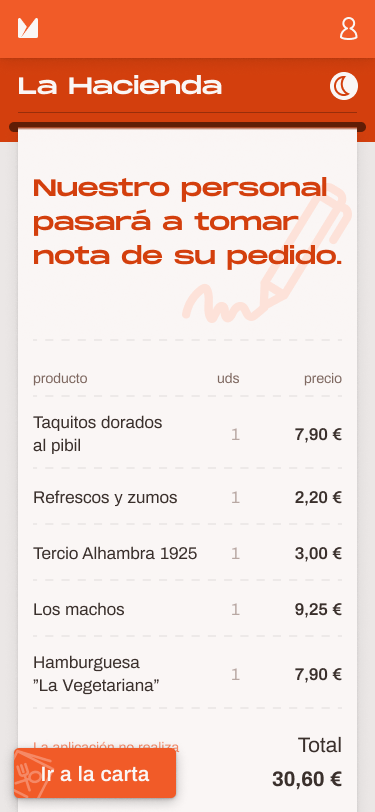 La Hacienda
Nuestro personal
pasará a tomar
nota de su pedido.
producto uds precio
Taquitos dorados
al pibil 1 7,90 €
Refrescos y zumos 1 2,20 €
Tercio Alhambra 1925 1 3,00 €
Los machos 1 9,25 €
Hamburguesa
”La Vegetariana” 1 7,90 €
La aplicación no realiza
Total
30,60 €
Ir a la carta